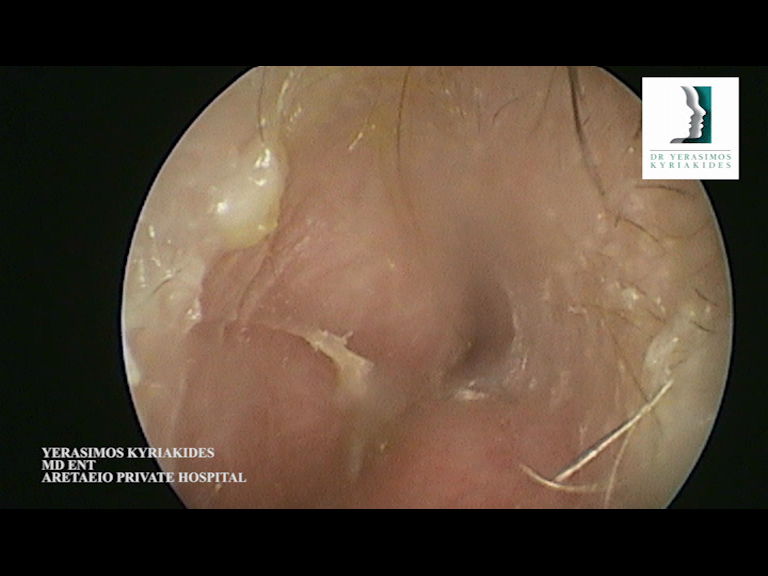 DR YERASIMOS
KYRIAKIDES
YERASIMOS KYRIAKIDES
MD ENT
ARETAEIO PRIVATE HOSPITAL